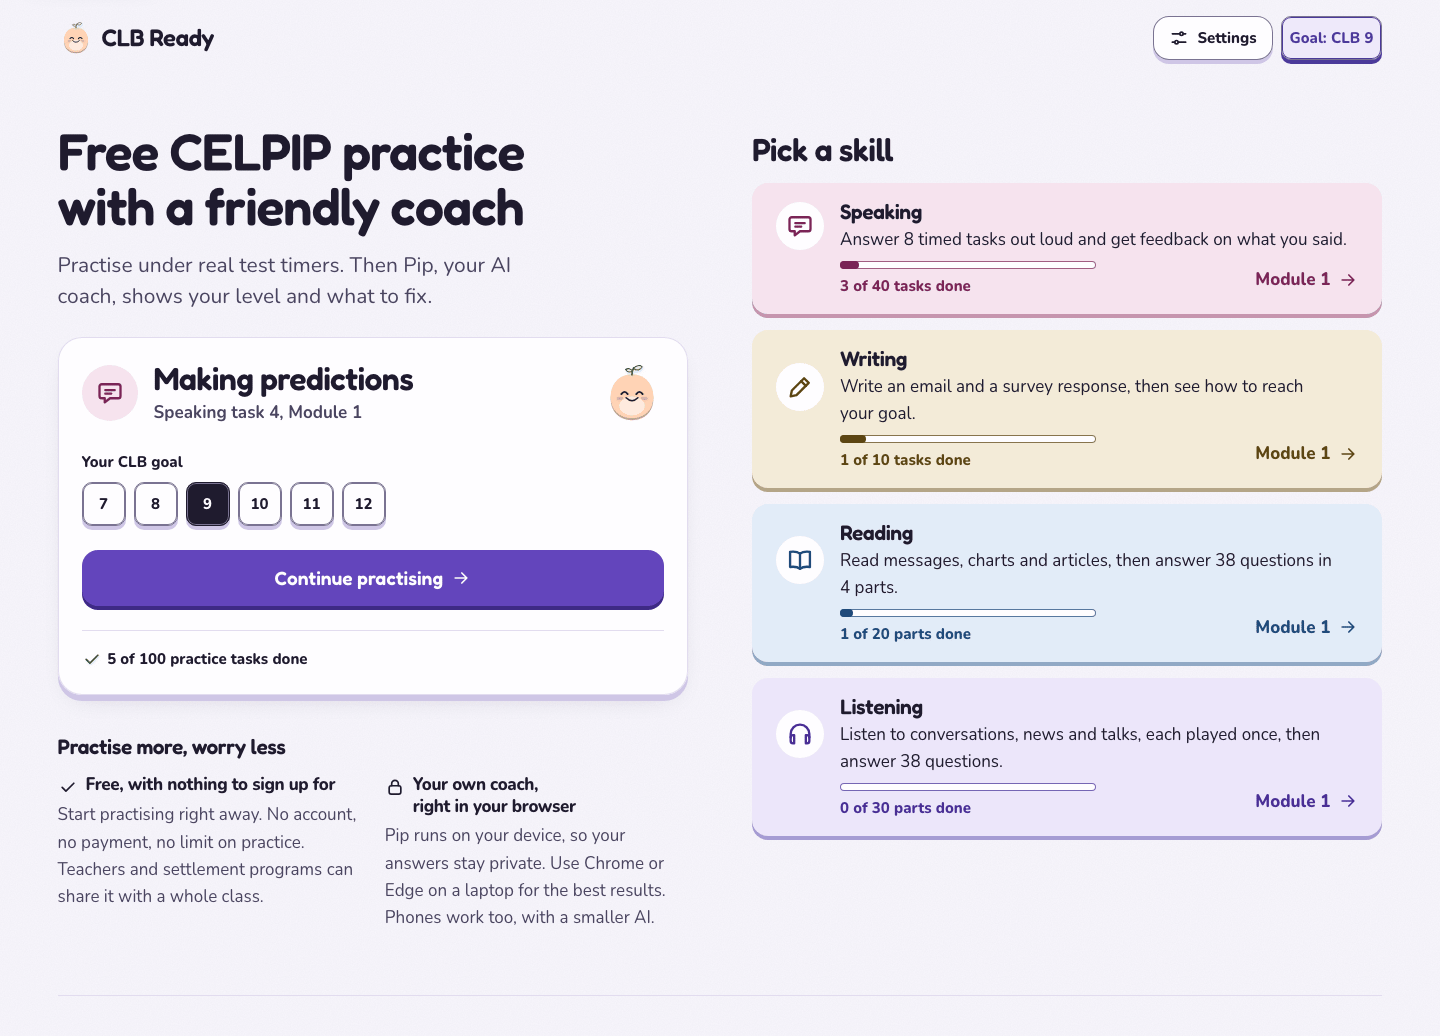 CLB Ready
Settings
Goal: CLB 9
Free CELPIP practice
with a friendly coach
Practise under real test timers. Then Pip, your AI
coach, shows your level and what to fix.
Making predictions
Speaking task 4, Module 1
Your CLB goal
7
8
9
10
11
12
Continue practising
5 of 100 practice tasks done
Practise more, worry less
Free, with nothing to sign up for
Start practising right away. No account,
no payment, no limit on practice.
Teachers and settlement programs can
share it with a whole class.
Your own coach,
right in your browser
Pip runs on your device, so your
answers stay private. Use Chrome or
Edge on a laptop for the best results.
Phones work too, with a smaller AI.
Pick a skill
Speaking
Answer 8 timed tasks out loud and get feedback on what you said.
3 of 40 tasks done
Module 1
Writing
Write an email and a survey response, then see how to reach
your goal.
1 of 10 tasks done
Module 1
Reading
Read messages, charts and articles, then answer 38 questions in
4 parts.
1 of 20 parts done
Module 1
Listening
Listen to conversations, news and talks, each played once, then
answer 38 questions.
0 of 30 parts done
Module 1